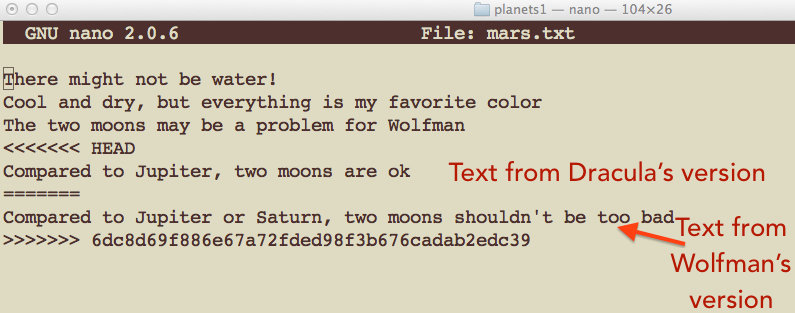 planets1 — nano — 104×26
GNU nano 2.0.6 File: mars.txt
There might not be water!
Cool and dry, but everything is my favorite color
The two moons may be a problem for Wolfman
<<<<<<< HEAD
Compared to Jupiter, two moons are ok
Text from Dracula's version
=======
Compared to Jupiter or Saturn, two moons shouldn't be too bad
>>>>>>> 6dc8d69f886e67a72fded98f3b676cadab2edc39
Text from
Wolfman's
version